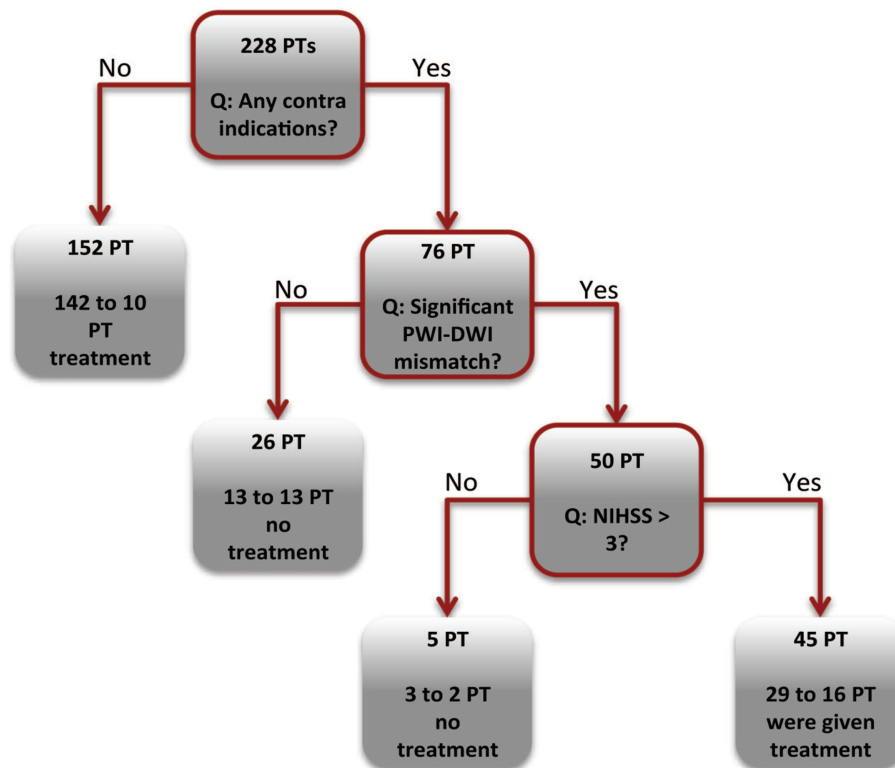 228 PTs
No
Yes
Q: Any contra
indications?
152 PT
142 to 10
PT
treatment
76 PT
No
Yes
Q: Significant
PWI-DWI
mismatch?
26 PT
13 to 13 PT
no
treatment
50 PT
No
Yes
Q: NIHSS >
3?
5 PT
3 to 2 PT
no
treatment
45 PT
29 to 16 PT
were given
treatment